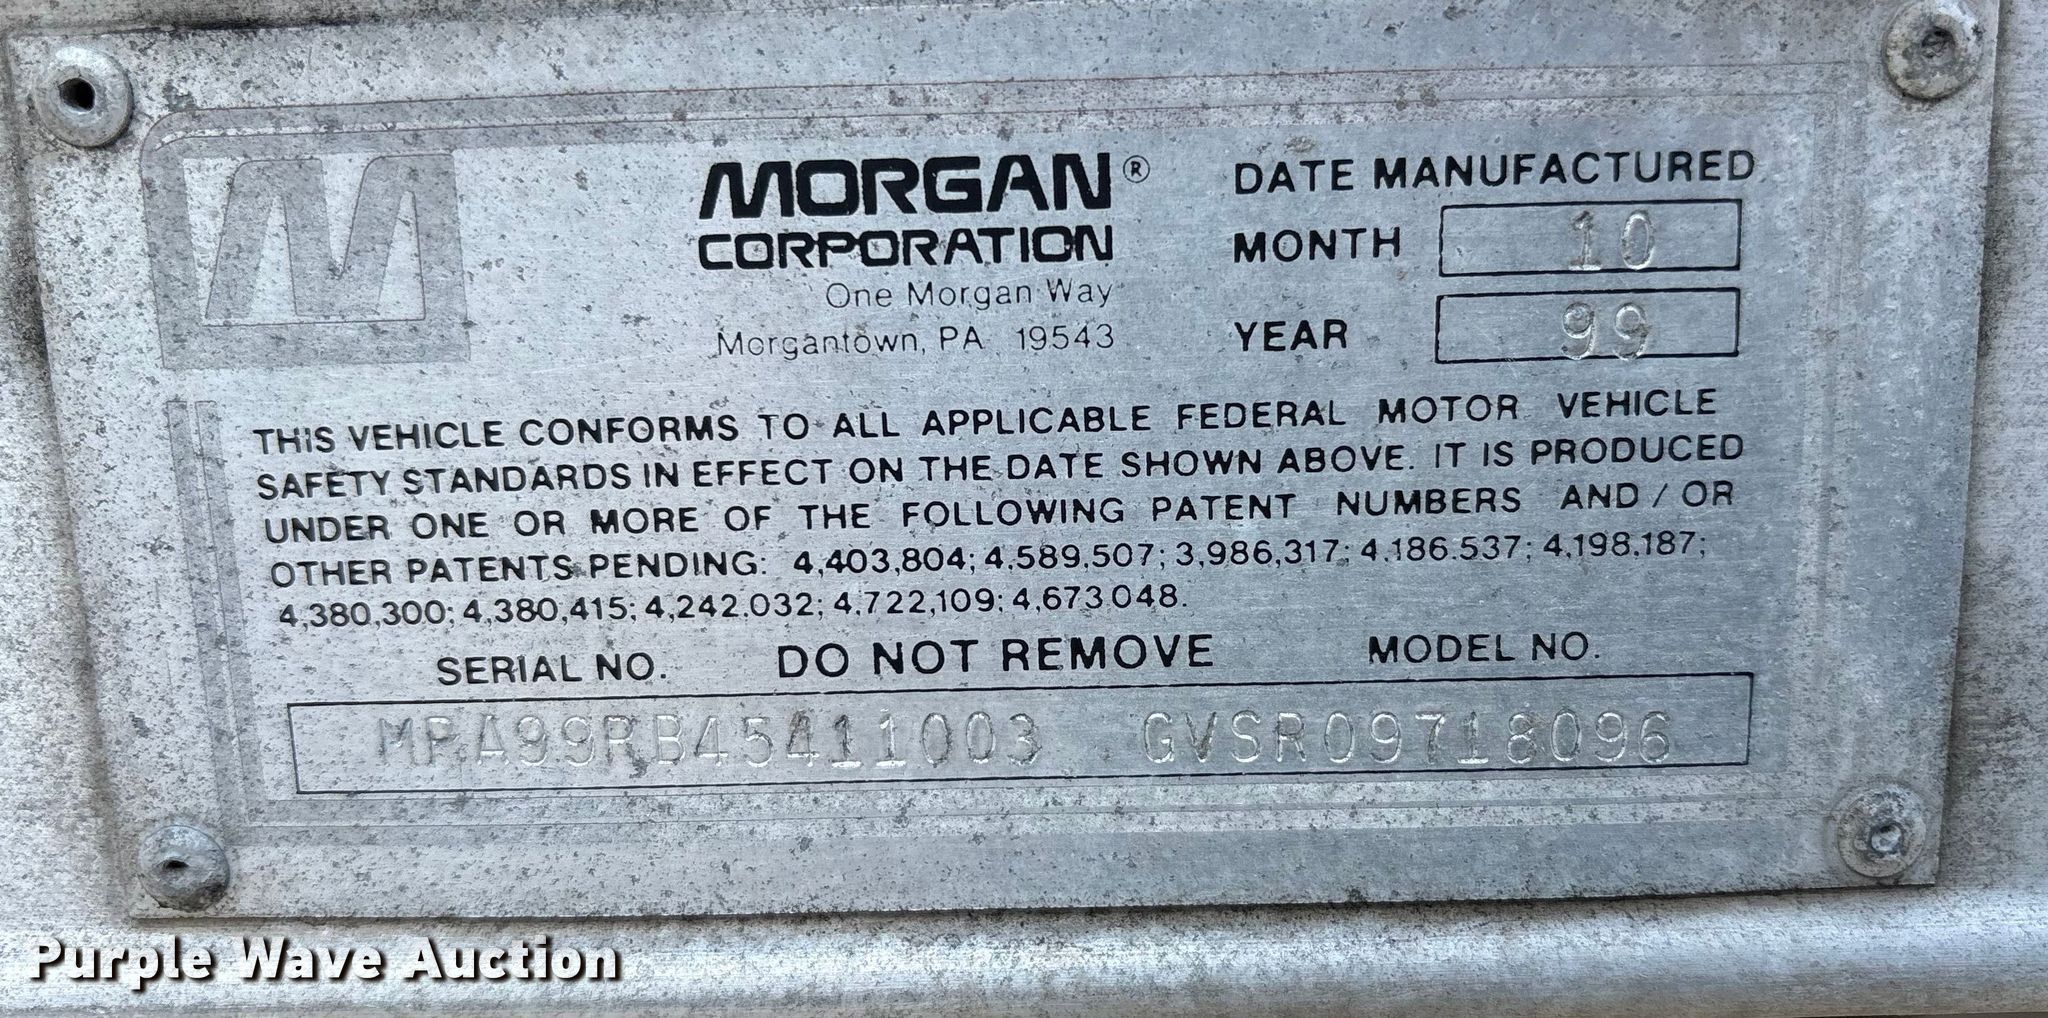 MORGAN®
CORPORATION
One Morgan Way
Morgantown, PA 19543
DATE MANUFACTURED
MONTH 10
YEAR 99
THIS VEHICLE CONFORMS TO ALL APPLICABLE FEDERAL MOTOR VEHICLE
SAFETY STANDARDS IN EFFECT ON THE DATE SHOWN ABOVE. IT IS PRODUCED
UNDER ONE OR MORE OF THE FOLLOWING PATENT NUMBERS AND / OR
OTHER PATENTS PENDING: 4,403,804; 4,589,507; 3,986,317; 4,186.537; 4,198,187;
4,380,300; 4,380,415; 4,242,032; 4,722,109; 4,673,048.
SERIAL NO. DO NOT REMOVE MODEL NO.
MRA99RB45411003 GVSR09718096
Purple Wave Auction